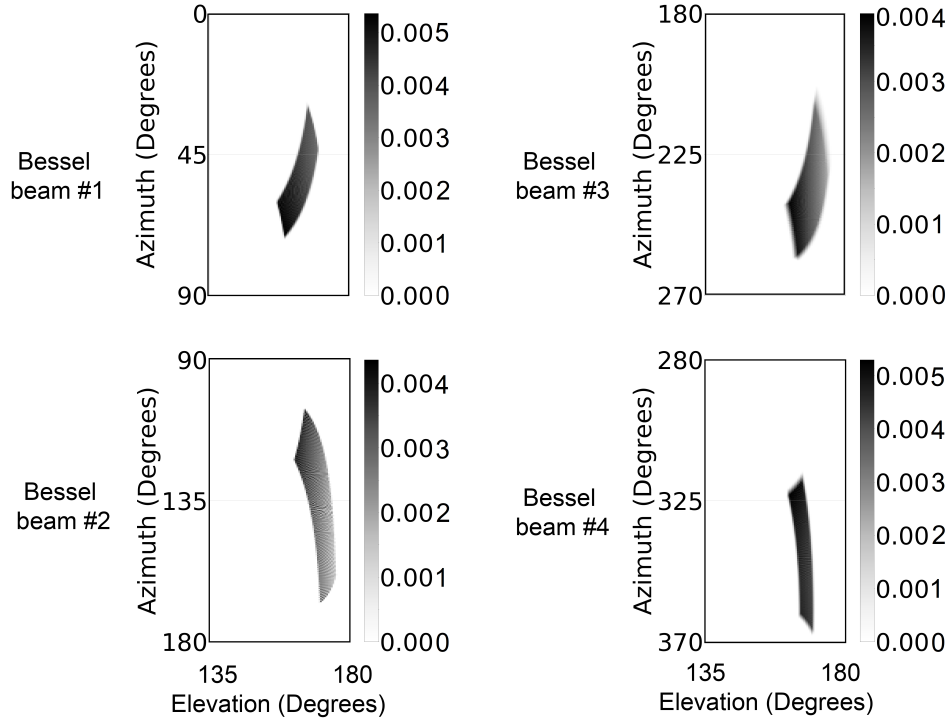 0
45
90
Azimuth (Degrees)
Bessel
beam #1
0.005
0.004
0.003
0.002
0.001
0.000
180
225
270
Azimuth (Degrees)
Bessel
beam #3
0.004
0.003
0.002
0.001
0.000
90
135
180
Azimuth (Degrees)
Bessel
beam #2
0.004
0.003
0.002
0.001
0.000
135 180
Elevation (Degrees)
280
325
370
Azimuth (Degrees)
Bessel
beam #4
0.005
0.004
0.003
0.002
0.001
0.000
135 180
Elevation (Degrees)